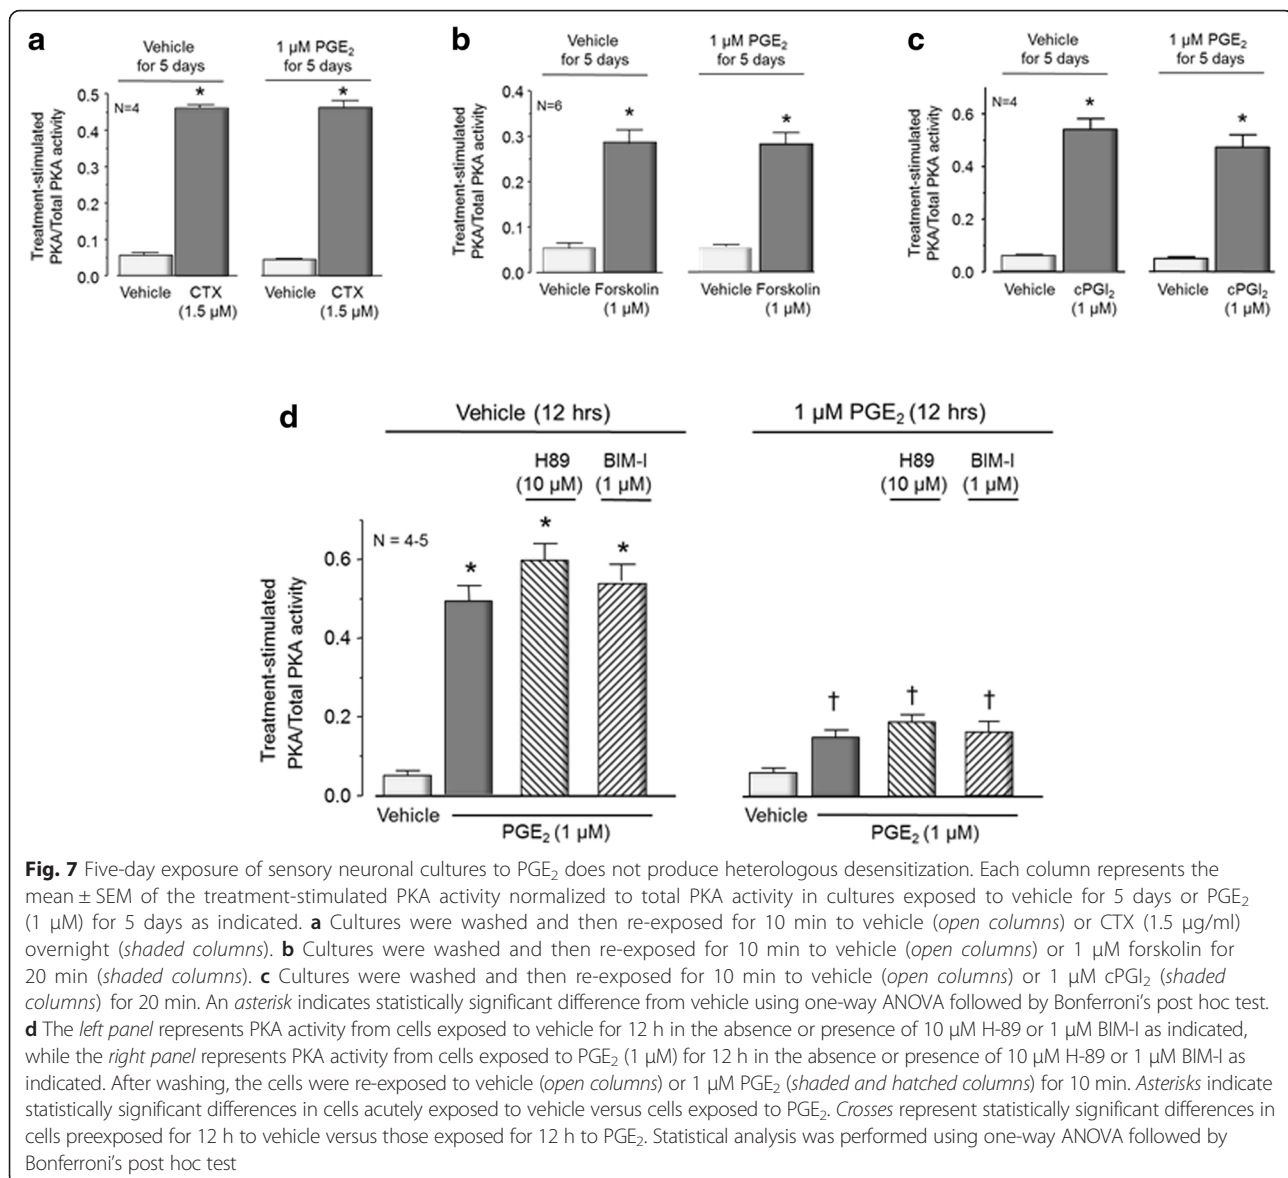 a
Vehicle
for 5 days
1 µM PGE₂
for 5 days
Treatment-stimulated
PKA/Total PKA activity
0.5
0.4
0.3
0.2
0.1
0.0
N=4
*
*
Vehicle
CTX
(1.5 µM)
Vehicle
CTX
(1.5 µM)
b
Vehicle
for 5 days
1 µM PGE₂
for 5 days
Treatment-stimulated
PKA/Total PKA activity
0.4
0.3
0.2
0.1
0.0
N=6
*
*
Vehicle Forskolin
(1 µM)
Vehicle Forskolin
(1 µM)
c
Vehicle
for 5 days
1 µM PGE₂
for 5 days
Treatment-stimulated
PKA/Total PKA activity
0.6
0.4
0.2
0.0
N=4
*
*
Vehicle
cPGI₂
(1 µM)
Vehicle
cPGI₂
(1 µM)
d
Vehicle (12 hrs)
1 µM PGE₂ (12 hrs)
H89
(10 µM)
BIM-I
(1 µM)
H89
(10 µM)
BIM-I
(1 µM)
Treatment-stimulated
PKA/Total PKA activity
0.6
0.4
0.2
0.0
N = 4-5
*
*
*
†
†
†
Vehicle
PGE₂ (1 µM)
Vehicle
PGE₂ (1 µM)
Fig. 7 Five-day exposure of sensory neuronal cultures to PGE₂ does not produce heterologous desensitization. Each column represents the
mean ± SEM of the treatment-stimulated PKA activity normalized to total PKA activity in cultures exposed to vehicle for 5 days or PGE₂
(1 µM) for 5 days as indicated. a Cultures were washed and then re-exposed for 10 min to vehicle (open columns) or CTX (1.5 µg/ml)
overnight (shaded columns). b Cultures were washed and then re-exposed for 10 min to vehicle (open columns) or 1 µM forskolin for
20 min (shaded columns). c Cultures were washed and then re-exposed for 10 min to vehicle (open columns) or 1 µM cPGI₂ (shaded
columns) for 20 min. An asterisk indicates statistically significant difference from vehicle using one-way ANOVA followed by Bonferroni's post hoc test.
d The left panel represents PKA activity from cells exposed to vehicle for 12 h in the absence or presence of 10 µM H-89 or 1 µM BIM-I as indicated,
while the right panel represents PKA activity from cells exposed to PGE₂ (1 µM) for 12 h in the absence or presence of 10 µM H-89 or 1 µM BIM-I as
indicated. After washing, the cells were re-exposed to vehicle (open columns) or 1 µM PGE₂ (shaded and hatched columns) for 10 min. Asterisks indicate
statistically significant differences in cells acutely exposed to vehicle versus cells exposed to PGE₂. Crosses represent statistically significant differences in
cells preexposed for 12 h to vehicle versus those exposed for 12 h to PGE₂. Statistical analysis was performed using one-way ANOVA followed by
Bonferroni's post hoc test